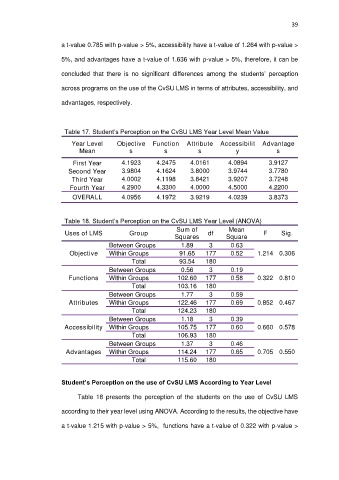 39
a t-value 0.785 with p-value > 5%, accessibility have a t-value of 1.264 with p-value >
5%, and advantages have a t-value of 1.636 with p-value > 5%, therefore, it can be
concluded that there is no significant differences among the students' perception
across programs on the use of the CvSU LMS in terms of attributes, accessibility, and
advantages, respectively.
Table 17. Student's Perception on the CvSU LMS Year Level Mean Value
Year Level Objective Function Attribute Accessibilit Advantage
Mean s s s y s
First Year 4.1923 4.2475 4.0161 4.0894 3.9127
Second Year 3.9804 4.1624 3.8000 3.9744 3.7780
Third Year 4.0002 4.1198 3.8421 3.9207 3.7248
Fourth Year 4.2900 4.3300 4.0000 4.5000 4.2200
OVERALL 4.0956 4.1972 3.9219 4.0239 3.8373
Table 18. Student's Perception on the CvSU LMS Year Level (ANOVA)
Uses of LMS Group Sum of Squares df Mean Square F Sig
Between Groups 1.89 3 0.63
Objective Within Groups 91.65 177 0.52 1.214 0.306
Total 93.54 180
Between Groups 0.56 3 0.19
Functions Within Groups 102.60 177 0.58 0.322 0.810
Total 103.16 180
Between Groups 1.77 3 0.59
Attributes Within Groups 122.46 177 0.69 0.852 0.467
Total 124.23 180
Between Groups 1.18 3 0.39
Accessibility Within Groups 105.75 177 0.60 0.660 0.578
Total 106.93 180
Between Groups 1.37 3 0.46
Advantages Within Groups 114.24 177 0.65 0.705 0.550
Total 115.60 180
Student's Perception on the use of CvSU LMS According to Year Level
Table 18 presents the perception of the students on the use of CvSU LMS
according to their year level using ANOVA. According to the results, the objective have
a t-value 1.215 with p-value > 5%, functions have a t-value of 0.322 with p-value >